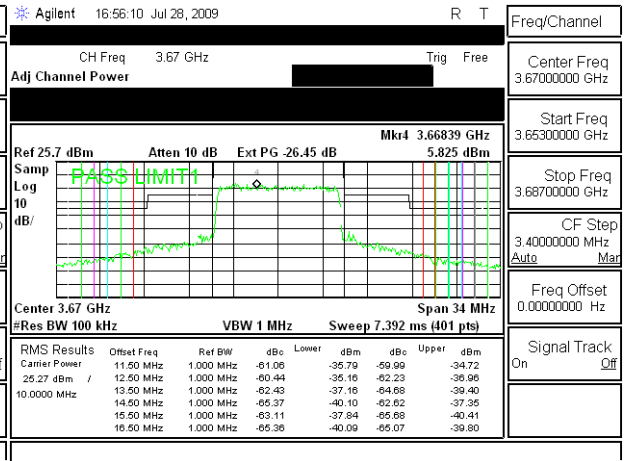 Agilent 16:56:10 Jul 28, 2009 R T
Freq/Channel
CH Freq 3.67 GHz Trig Free
Adj Channel Power
Center Freq
3.67000000 GHz
Start Freq
3.65300000 GHz
Stop Freq
3.68700000 GHz
CF Step
3.40000000 MHz
Auto Man
Freq Offset
0.00000000 Hz
Signal Track
On Off
Mkr4 3.66839 GHz
Ref 25.7 dBm Atten 10 dB Ext PG -26.45 dB 5.825 dBm
Samp
Log
10
dB/
PASS LIMIT1
4
Center 3.67 GHz Span 34 MHz
#Res BW 100 kHz VBW 1 MHz Sweep 7.392 ms (401 pts)
RMS Results Offset Freq Ref BW dBc Lower dBm dBc Upper dBm
Carrier Power 11.50 MHz 1.000 MHz -61.06 -35.79 -59.99 -34.72
25.27 dBm / 12.50 MHz 1.000 MHz -60.44 -35.16 -62.23 -36.96
10.0000 MHz 13.50 MHz 1.000 MHz -62.43 -37.16 -64.68 -39.40
14.50 MHz 1.000 MHz -65.37 -40.10 -62.62 -37.35
15.50 MHz 1.000 MHz -63.11 -37.84 -65.68 -40.41
16.50 MHz 1.000 MHz -65.36 -40.09 -65.07 -39.80